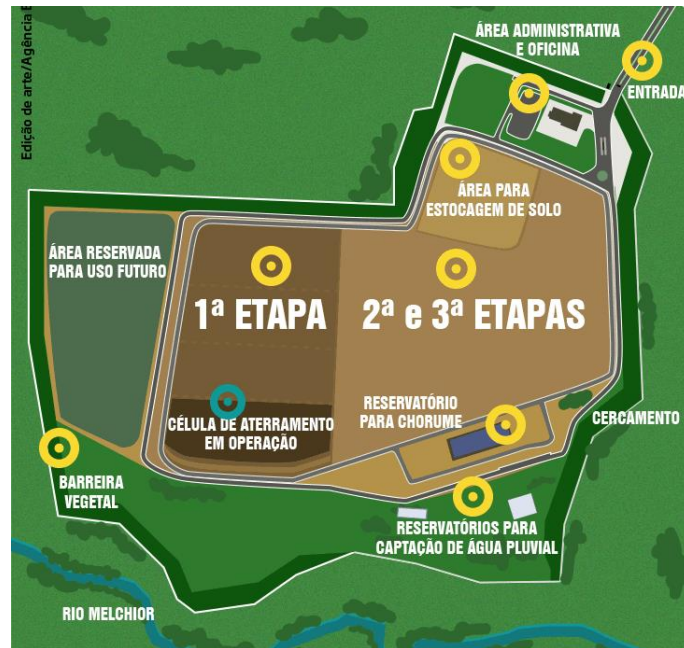 Edição de arte/Agência
ÁREA ADMINISTRATIVA
E OFICINA
ENTRADA
ÁREA PARA
ESTOCAGEM DE SOLO
ÁREA RESERVADA
PARA USO FUTURO
1ª ETAPA
2ª e 3ª ETAPAS
CÉLULA DE ATERRAMENTO
EM OPERAÇÃO
RESERVATÓRIO
PARA CHORUME
CERCAMENTO
BARREIRA
VEGETAL
RESERVATÓRIOS PARA
CAPTAÇÃO DE ÁGUA PLUVIAL
RIO MELCHIOR